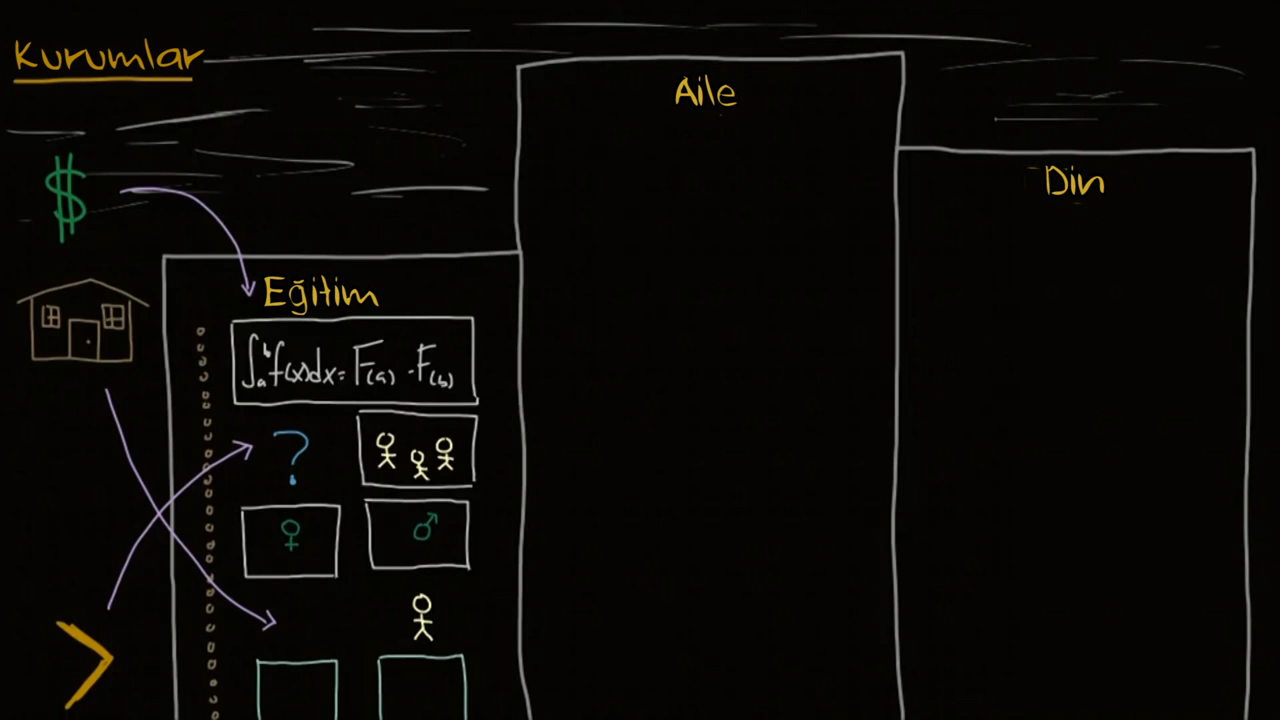 Kurumlar
Aile
Din
$
Eğitim
∫ₐᵇf(x)dx = F(a) - F(b)
?
♀ ♂
>